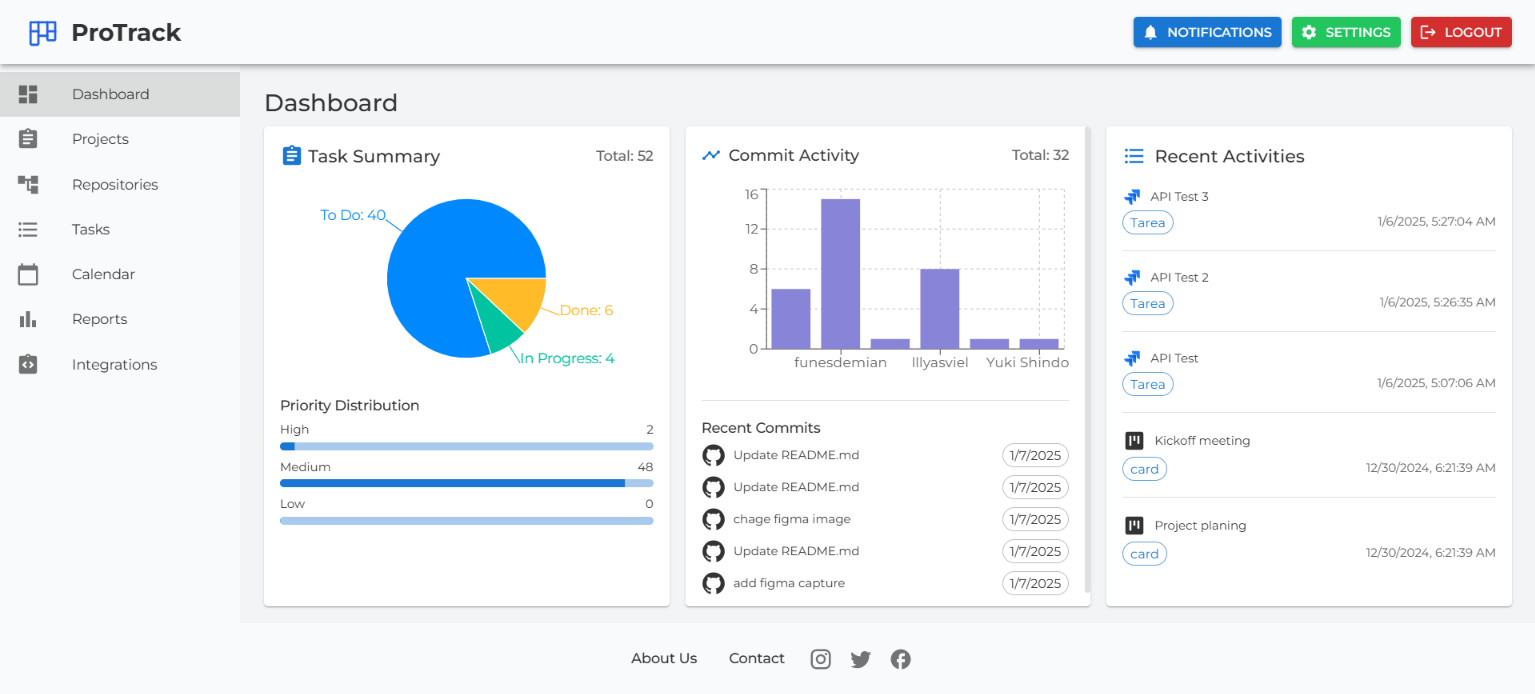 ProTrack
NOTIFICATIONS
SETTINGS
LOGOUT
Dashboard
Projects
Repositories
Tasks
Calendar
Reports
Integrations
Dashboard
Task Summary
Total: 52
To Do: 40
Done: 6
In Progress: 4
Priority Distribution
High 2
Medium 48
Low 0
Commit Activity
Total: 32
16
12
8
4
0
funesdemian lllyasviel Yuki Shindo
Recent Commits
Update README.md 1/7/2025
Update README.md 1/7/2025
chage figma image 1/7/2025
Update README.md 1/7/2025
add figma capture 1/7/2025
Recent Activities
API Test 3
Tarea 1/6/2025, 5:27:04 AM
API Test 2
Tarea 1/6/2025, 5:26:35 AM
API Test
Tarea 1/6/2025, 5:07:06 AM
Kickoff meeting
card 12/30/2024, 6:21:39 AM
Project planing
card 12/30/2024, 6:21:39 AM
About Us Contact